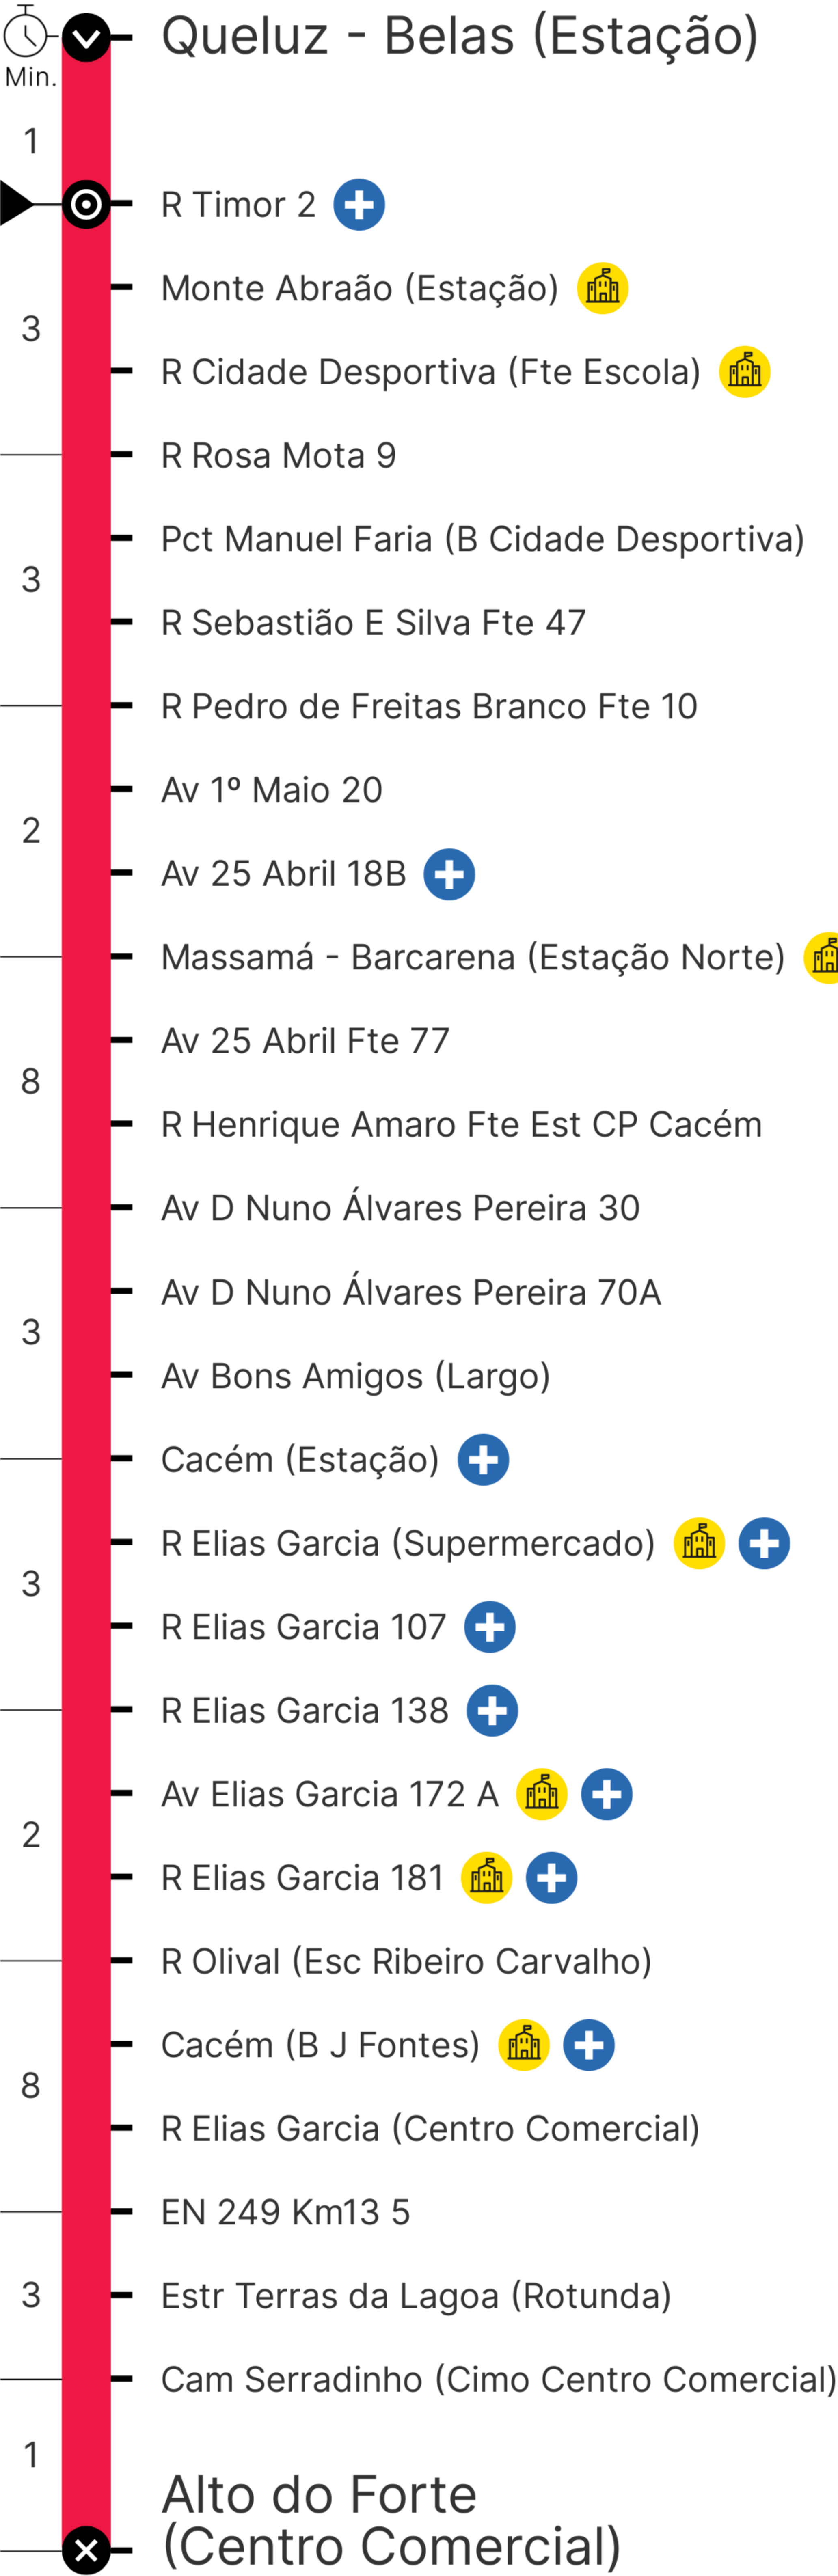 Queluz - Belas (Estação)
Min.
1
R Timor 2
Monte Abraão (Estação)
3
R Cidade Desportiva (Fte Escola)
R Rosa Mota 9
Pct Manuel Faria (B Cidade Desportiva)
3
R Sebastião E Silva Fte 47
R Pedro de Freitas Branco Fte 10
Av 1º Maio 20
2
Av 25 Abril 18B
Massamá - Barcarena (Estação Norte)
Av 25 Abril Fte 77
8
R Henrique Amaro Fte Est CP Cacém
Av D Nuno Álvares Pereira 30
Av D Nuno Álvares Pereira 70A
3
Av Bons Amigos (Largo)
Cacém (Estação)
R Elias Garcia (Supermercado)
3
R Elias Garcia 107
R Elias Garcia 138
Av Elias Garcia 172 A
2
R Elias Garcia 181
R Olival (Esc Ribeiro Carvalho)
Cacém (B J Fontes)
8
R Elias Garcia (Centro Comercial)
EN 249 Km13 5
3
Estr Terras da Lagoa (Rotunda)
Cam Serradinho (Cimo Centro Comercial)
1
Alto do Forte
(Centro Comercial)